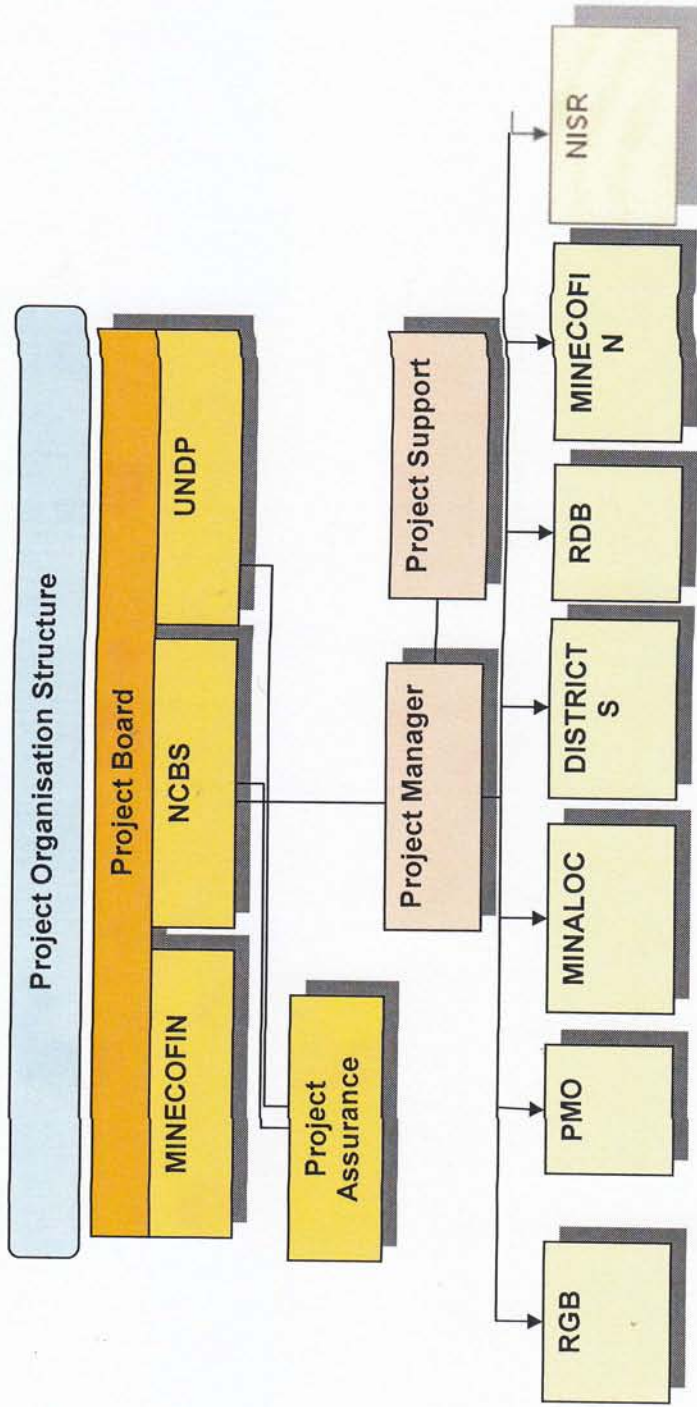 Project Organisation Structure
Project Board
MINECOFIN
NCBS
UNDP
Project
Assurance
Project Manager
Project Support
RGB
PMO
MINALOC
DISTRICT
S
RDB
MINECOFI
N
NISR